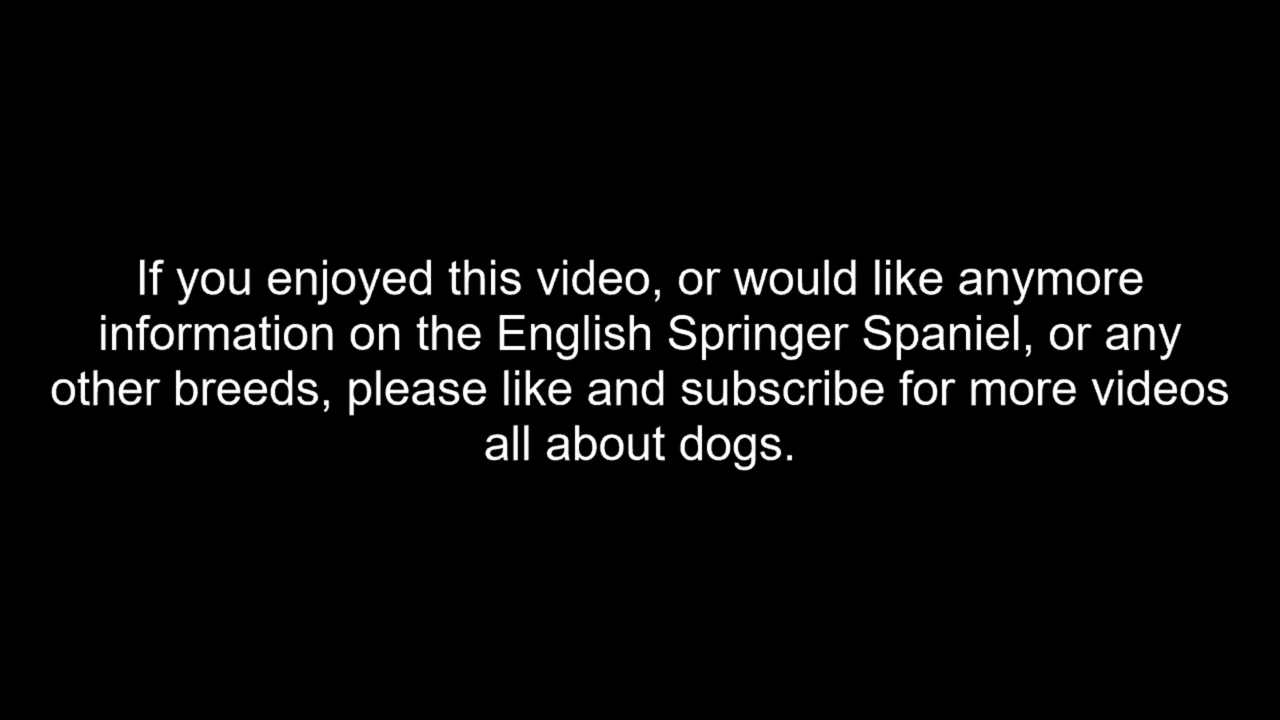 If you enjoyed this video, or would like anymore
information on the English Springer Spaniel, or any
other breeds, please like and subscribe for more videos
all about dogs.